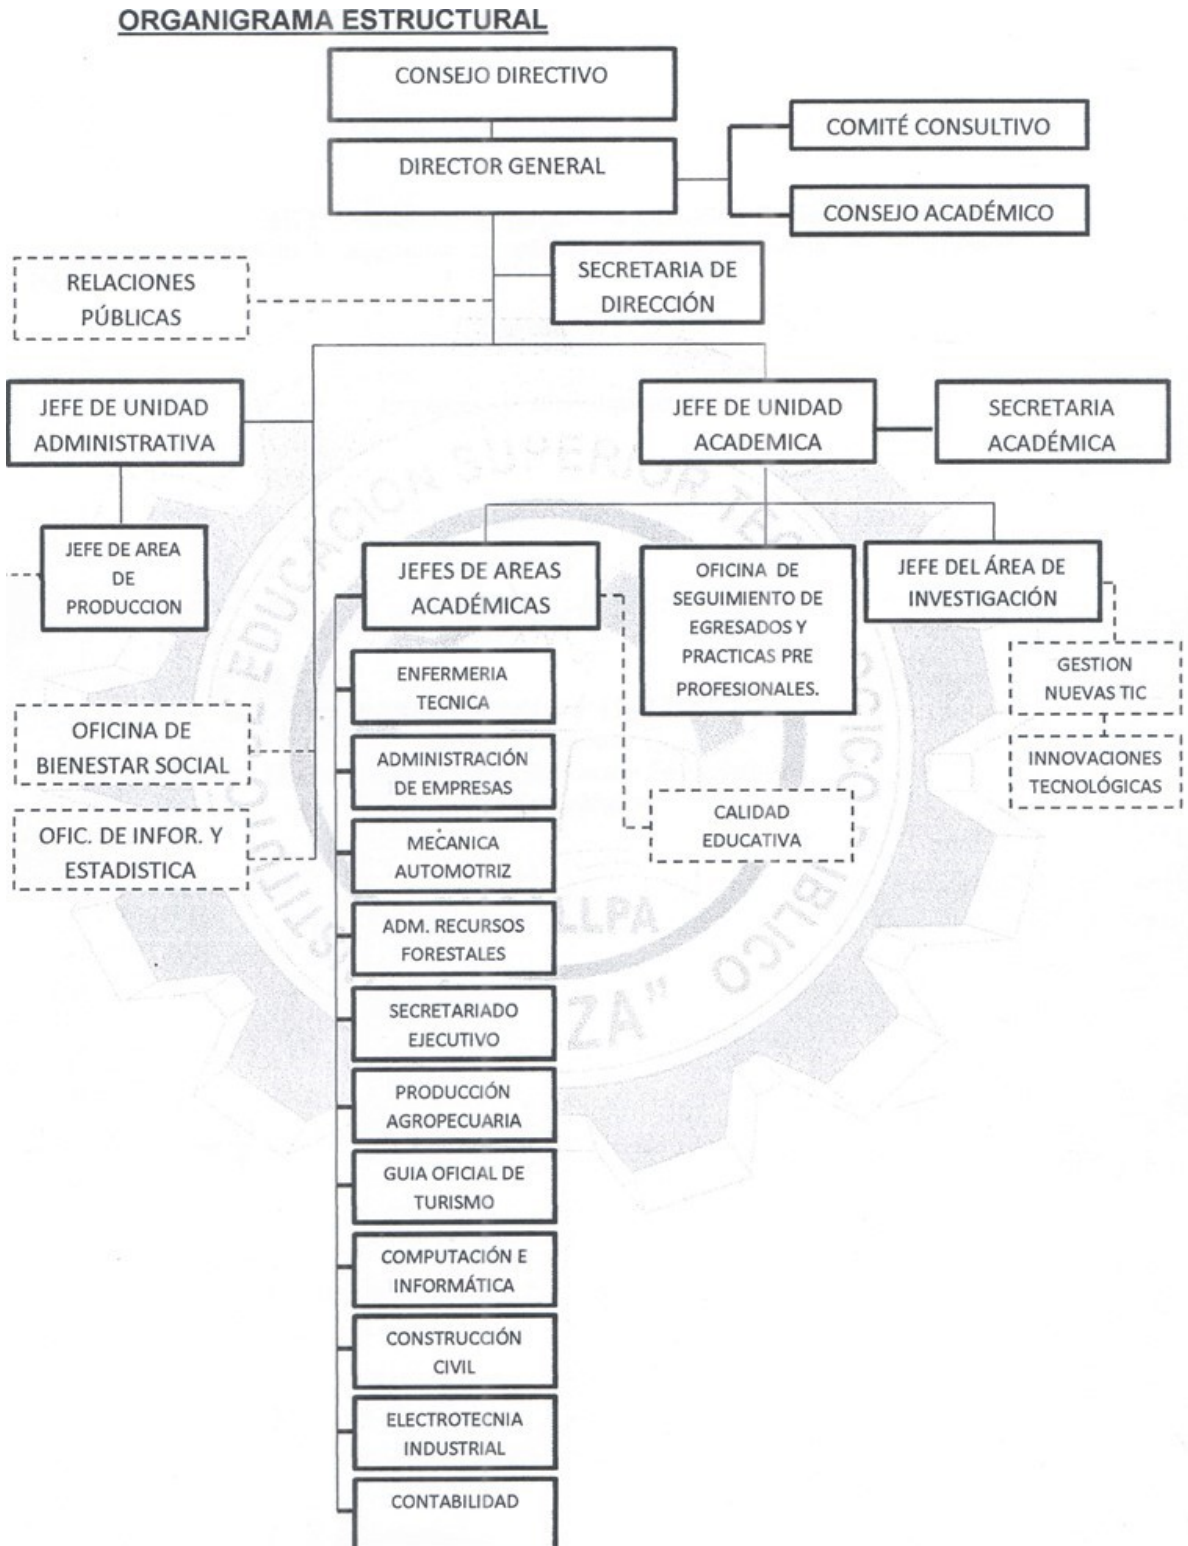 ORGANIGRAMA ESTRUCTURAL
CONSEJO DIRECTIVO
DIRECTOR GENERAL
COMITÉ CONSULTIVO
CONSEJO ACADÉMICO
SECRETARIA DE
DIRECCIÓN
RELACIONES
PÚBLICAS
JEFE DE UNIDAD
ADMINISTRATIVA
JEFE DE UNIDAD
ACADEMICA
SECRETARIA
ACADÉMICA
JEFE DE AREA
DE
PRODUCCION
JEFES DE AREAS
ACADÉMICAS
OFICINA DE
SEGUIMIENTO DE
EGRESADOS Y
PRACTICAS PRE
PROFESIONALES.
JEFE DEL ÁREA DE
INVESTIGACIÓN
GESTION
NUEVAS TIC
INNOVACIONES
TECNOLÓGICAS
OFICINA DE
BIENESTAR SOCIAL
OFIC. DE INFOR. Y
ESTADISTICA
CALIDAD
EDUCATIVA
ENFERMERIA
TECNICA
ADMINISTRACIÓN
DE EMPRESAS
MECANICA
AUTOMOTRIZ
ADM. RECURSOS
FORESTALES
SECRETARIADO
EJECUTIVO
PRODUCCIÓN
AGROPECUARIA
GUIA OFICIAL DE
TURISMO
COMPUTACIÓN E
INFORMÁTICA
CONSTRUCCIÓN
CIVIL
ELECTROTECNIA
INDUSTRIAL
CONTABILIDAD
EDUCACION SUPERIOR